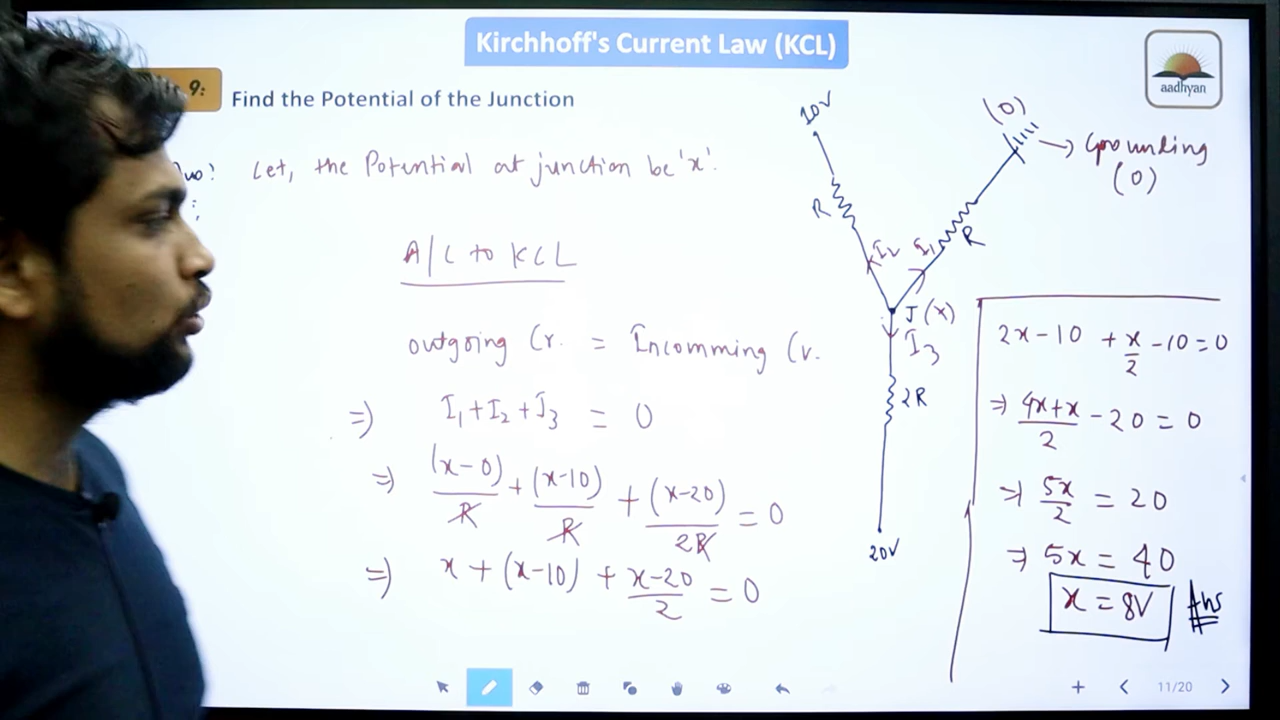 Kirchhoff's Current Law (KCL)
aadhyan
9:
Find the Potential of the Junction
Let, the Potential at junction be 'x'.
A/C to KCL
outgoing Cr. = Incomming Cr.
=) I₁+I₂+I₃ = 0
=) (x-0)/R + (x-10)/R + (x-20)/2R = 0
=) x + (x-10) + x-20/2 = 0
10V
R
I₂
(0)
Grounding
(0)
R
I₁
J (x)
I₃
2R
20V
2x-10 + x/2 -10 = 0
⇒ 4x+x/2 - 20 = 0
⇒ 5x/2 = 20
⇒ 5x = 40
x = 8V Ans
11/20